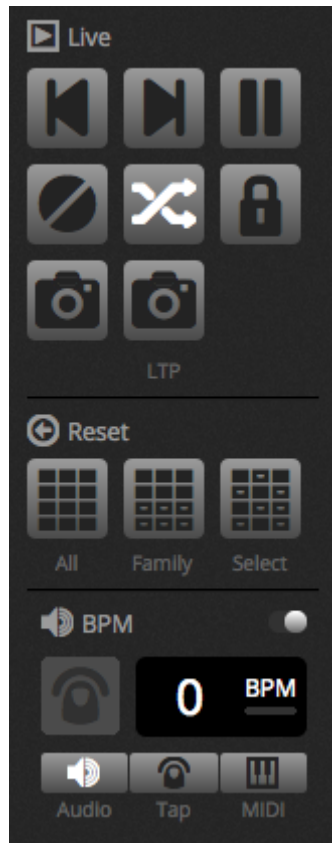 Live
LTP
Reset
All Family Select
BPM
0 BPM
Audio Tap MIDI